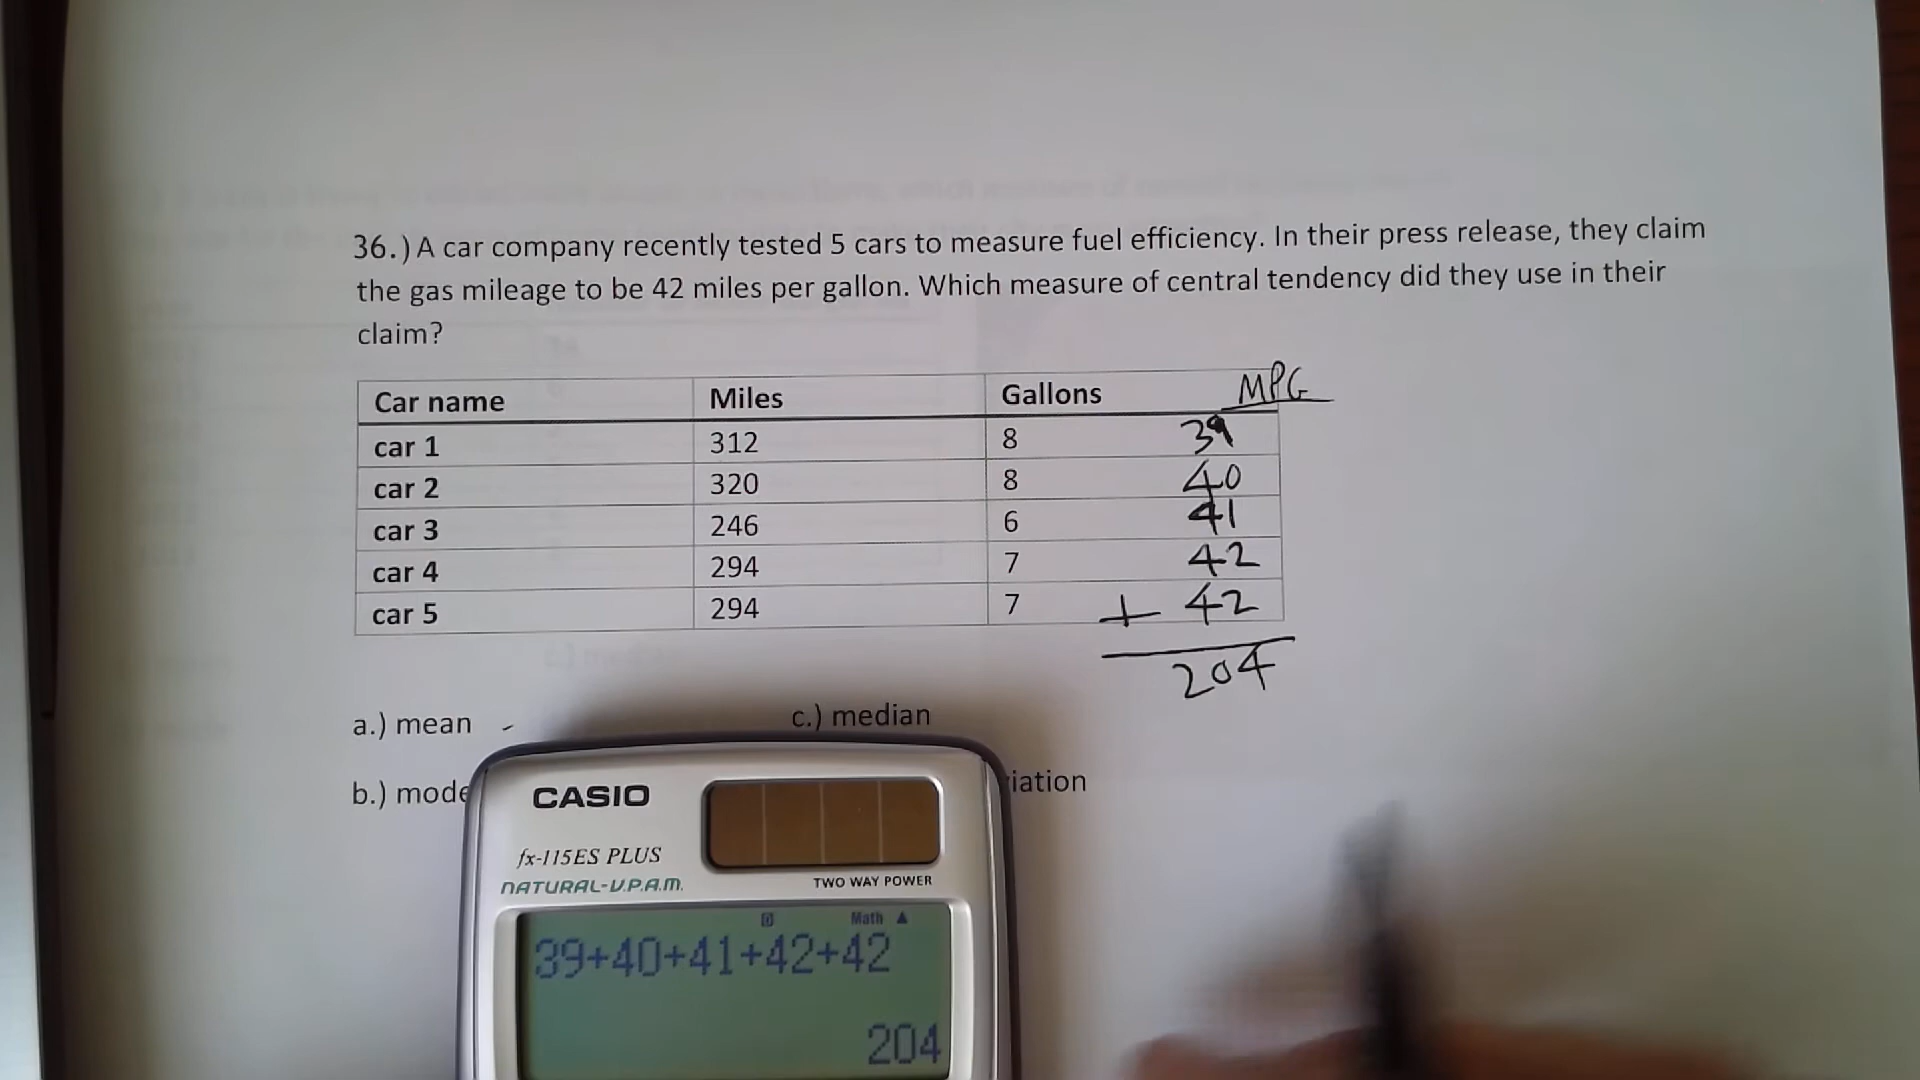 36.) A car company recently tested 5 cars to measure fuel efficiency. In their press release, they claim
the gas mileage to be 42 miles per gallon. Which measure of central tendency did they use in their
claim?
Car name Miles Gallons MPG
car 1 312 8 39
car 2 320 8 40
car 3 246 6 41
car 4 294 7 42
car 5 294 7 + 42
204
a.) mean - c.) median
b.) mode iation
CASIO
fx-115ES PLUS
NATURAL-V.P.A.M.
TWO WAY POWER
D Math ▲
39+40+41+42+42
204